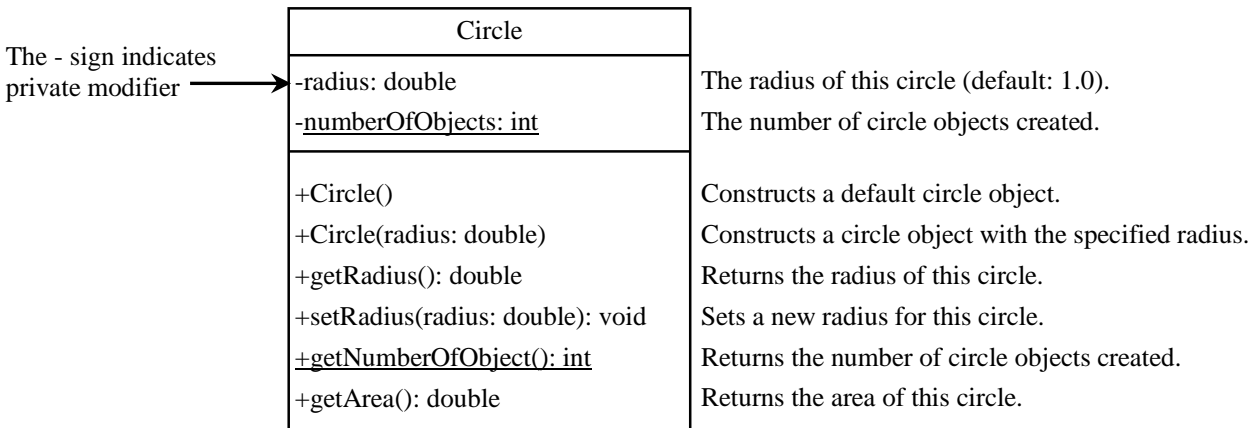 Circle
The - sign indicates
private modifier
-radius: double
The radius of this circle (default: 1.0).
-numberOfObjects: int
The number of circle objects created.
+Circle()
Constructs a default circle object.
+Circle(radius: double)
Constructs a circle object with the specified radius.
+getRadius(): double
Returns the radius of this circle.
+setRadius(radius: double): void
Sets a new radius for this circle.
+getNumberOfObject(): int
Returns the number of circle objects created.
+getArea(): double
Returns the area of this circle.